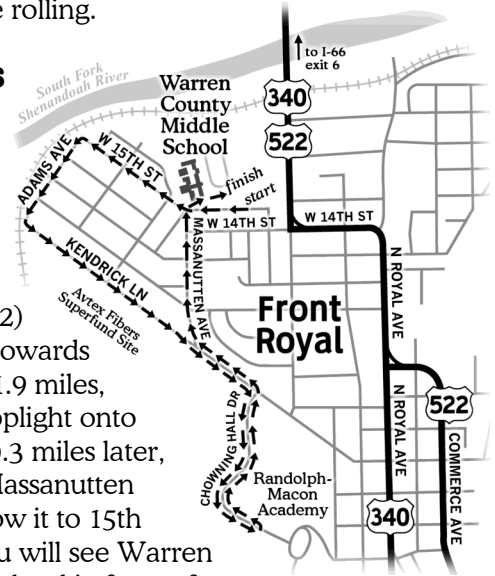 e rolling.
s
to I-66
exit 6
South Fork
Shenandoah River
Warren
County
Middle
School
340
522
ADAMS AVE
W 15TH ST
finish
start
W 14TH ST
W 14TH ST
MASSANUTTEN AVE
KENDRICK LN
Avtex Fibers
Superfund Site
N ROYAL AVE
Front
Royal
2)
owards
1.9 miles,
oplight onto
0.3 miles later,
Massanutten
ow it to 15th
u will see Warren
522
N ROYAL AVE
COMMERCE AVE
CHOWNING HALL DR
Randolph-
Macon
Academy
340